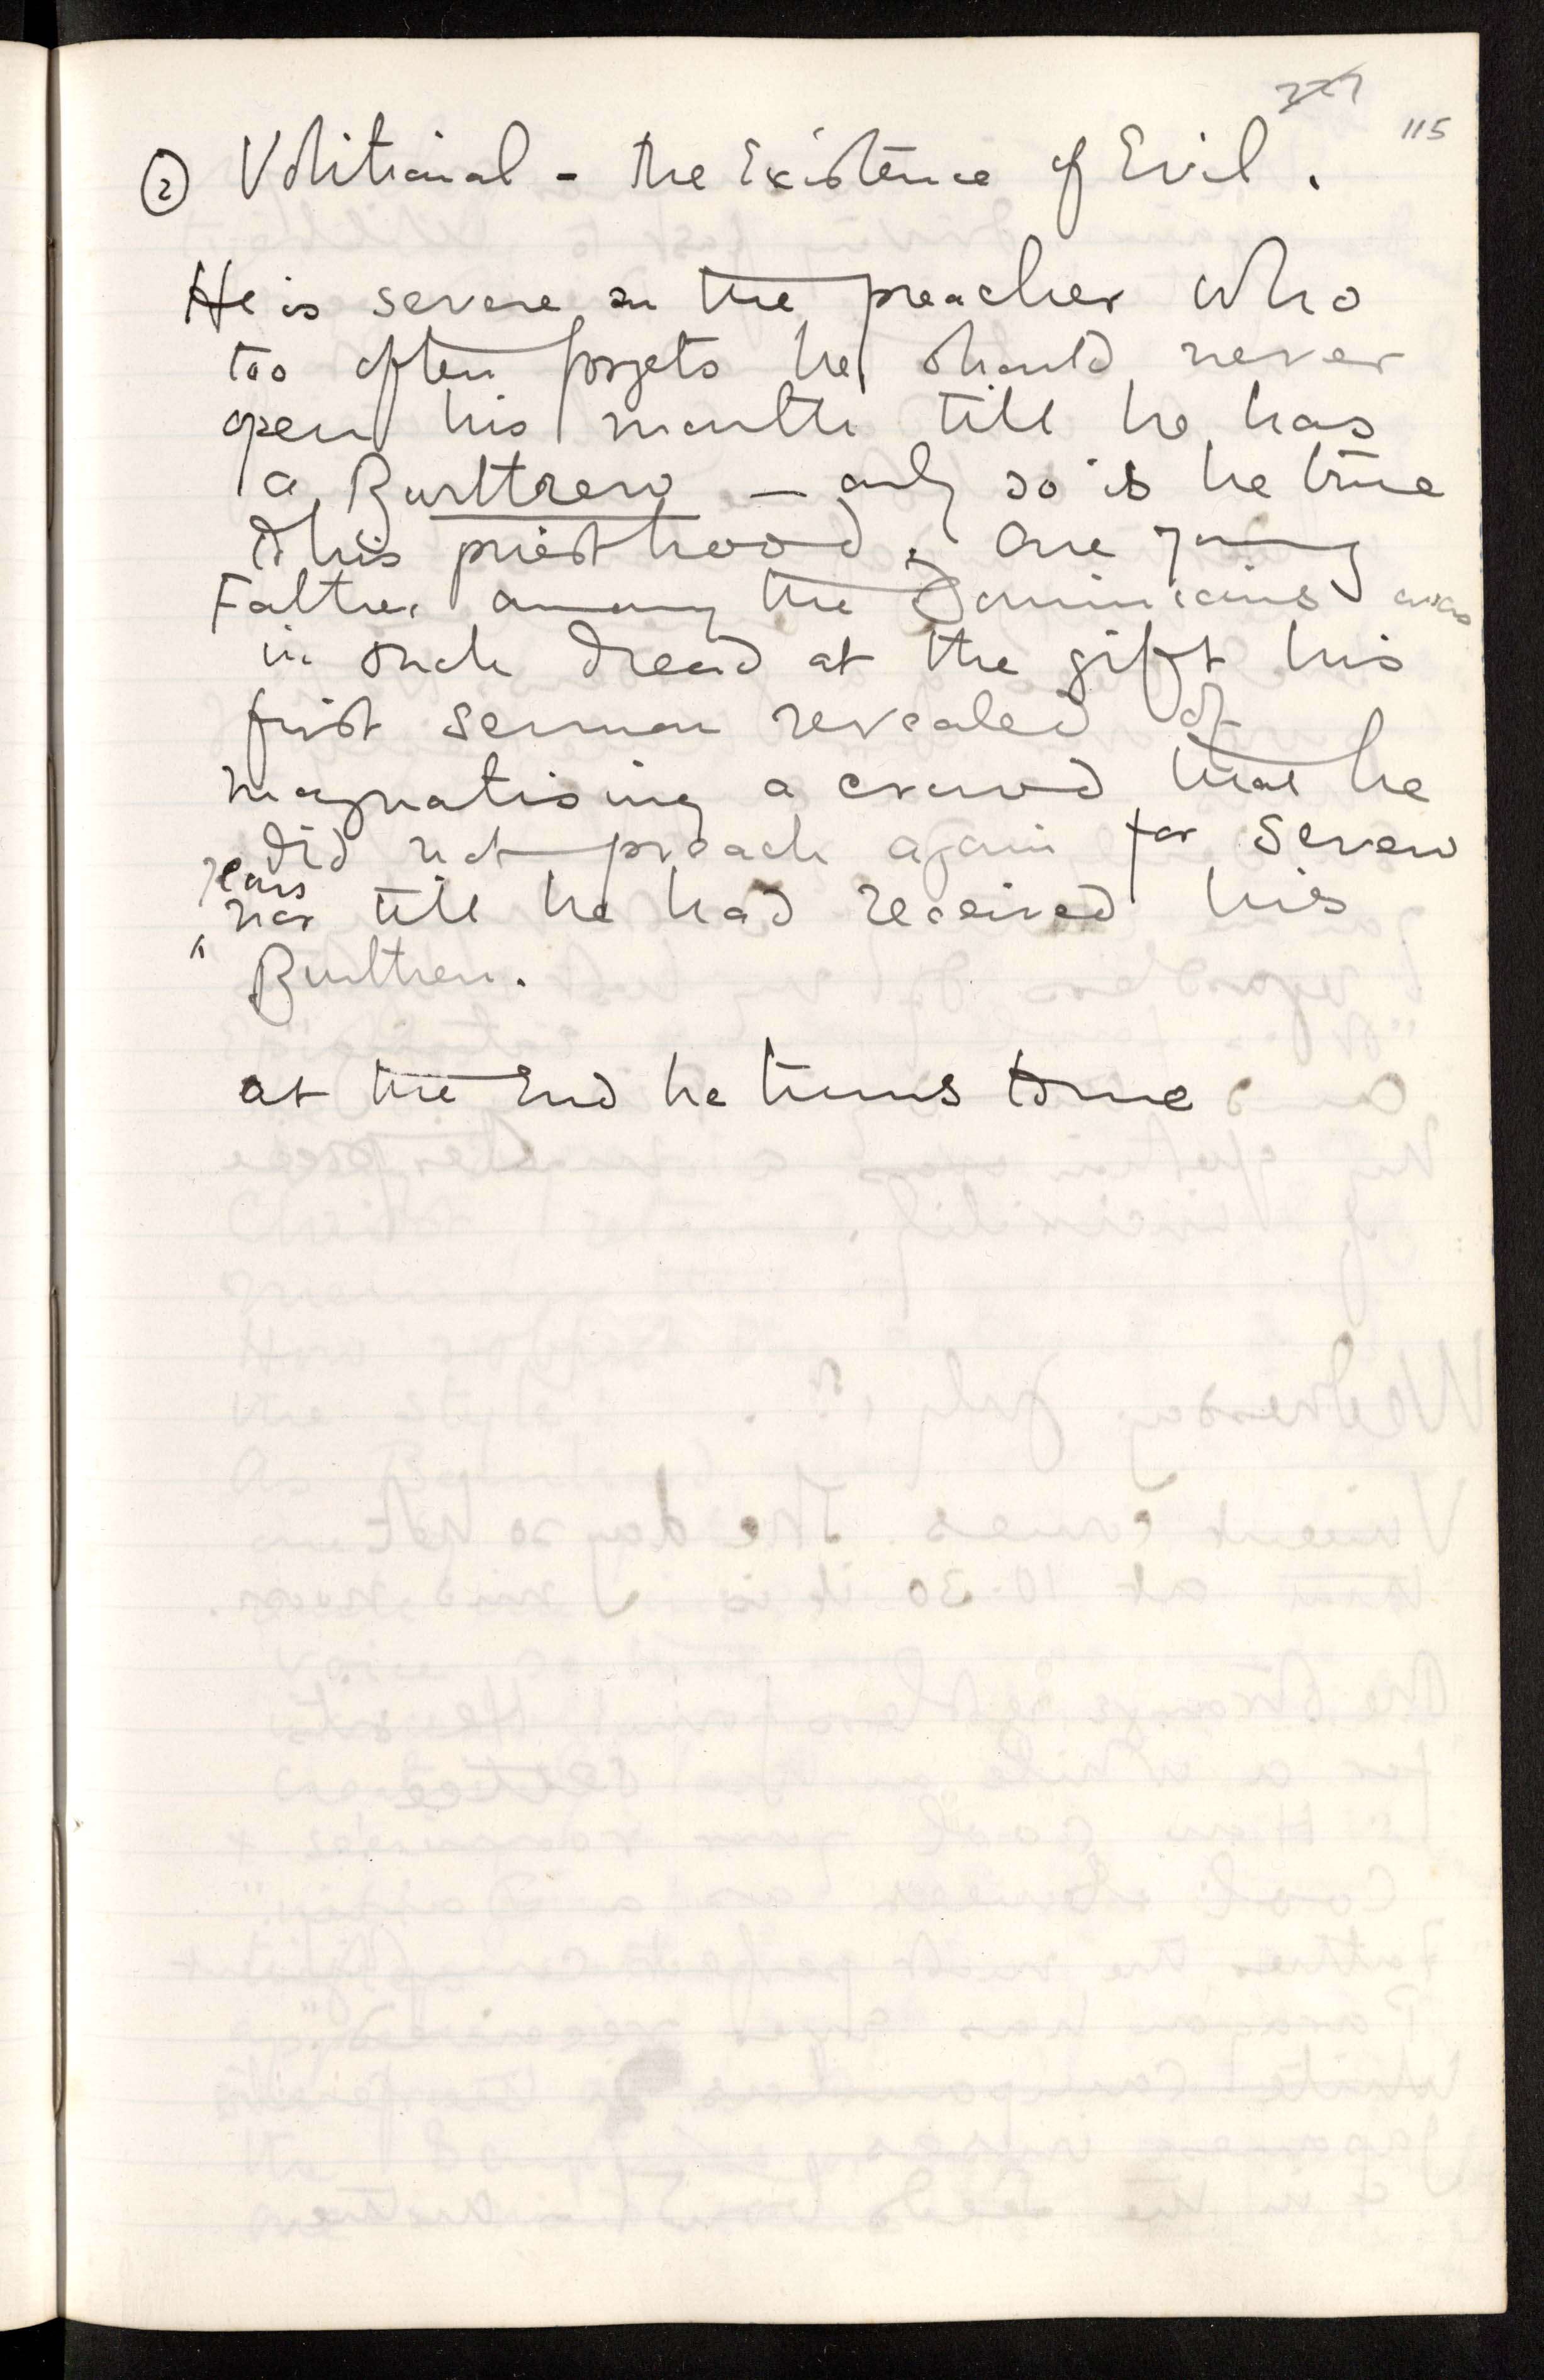 115
② Volitional - the Existence of Evil.
He is severe on the preacher who
too often forgets he should never
open his mouth till he has
a Burthen — only so is he true
to his priesthood. One young
Father among the Dominicans was
in such dread at the gift his
first sermon revealed of
magnatising a crowd that he
did not preach again for seven
years
nor till he had received his
"Burthen.
at the End he turns to me